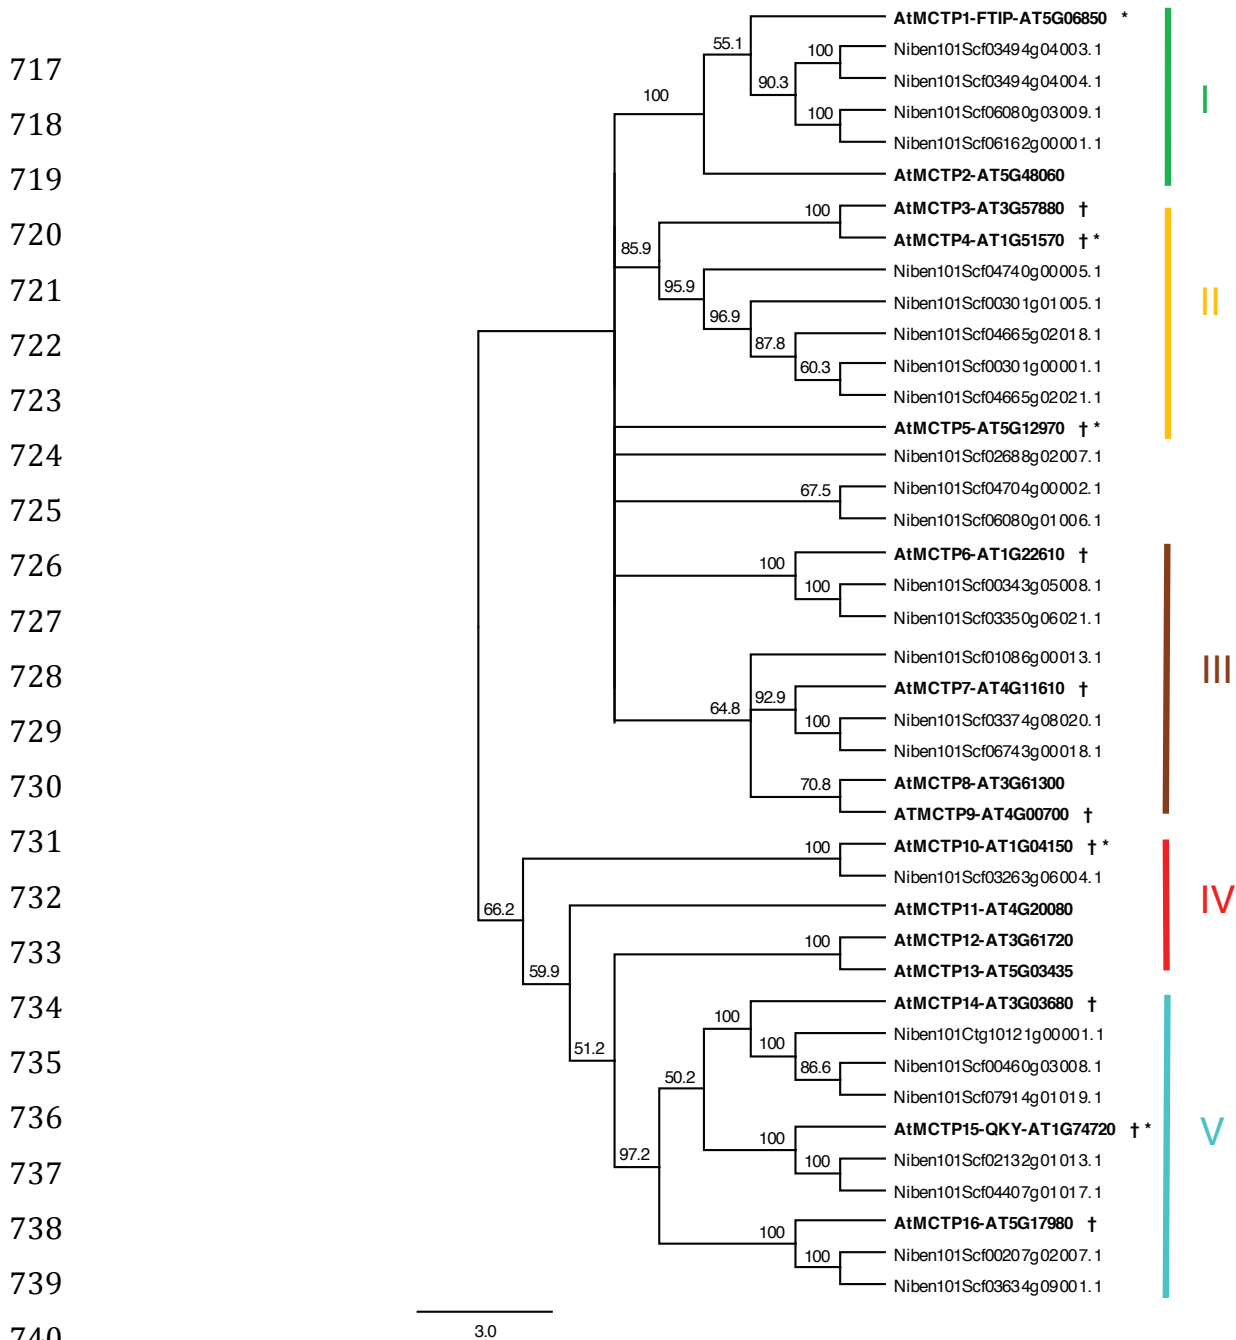 AtMCTP1-FTIP-AT5G06850 *
55.1
100
Niben101Scf03494g04003.1
717
90.3
Niben101Scf03494g04004.1
100
I
100
Niben101Scf06080g03009.1
718
Niben101Scf06162g00001.1
719
AtMCTP2-AT5G48060
100
AtMCTP3-AT3G57880 †
720
AtMCTP4-AT1G51570 † *
85.9
Niben101Scf04740g00005.1
721
95.9
II
Niben101Scf00301g01005.1
96.9
722
Niben101Scf04665g02018.1
87.8
60.3
Niben101Scf00301g00001.1
723
Niben101Scf04665g02021.1
AtMCTP5-AT5G12970 † *
724
Niben101Scf02688g02007.1
67.5
Niben101Scf04704g00002.1
725
Niben101Scf06080g01006.1
726
AtMCTP6-AT1G22610 †
100
100
Niben101Scf00343g05008.1
727
Niben101Scf03350g06021.1
Niben101Scf01086g00013.1
III
728
AtMCTP7-AT4G11610 †
92.9
64.8
100
Niben101Scf03374g08020.1
729
Niben101Scf06743g00018.1
730
70.8
AtMCTP8-AT3G61300
ATMCTP9-AT4G00700 †
731
100
AtMCTP10-AT1G04150 † *
Niben101Scf03263g06004.1
732
IV
66.2
AtMCTP11-AT4G20080
733
100
AtMCTP12-AT3G61720
59.9
AtMCTP13-AT5G03435
734
AtMCTP14-AT3G03680 †
100
Niben101Ctg10121g00001.1
735
51.2
100
86.6
Niben101Scf00460g03008.1
50.2
Niben101Scf07914g01019.1
736
AtMCTP15-QKY-AT1G74720 † *
V
100
97.2
100
Niben101Scf02132g01013.1
737
Niben101Scf04407g01017.1
738
AtMCTP16-AT5G17980 †
100
100
Niben101Scf00207g02007.1
739
Niben101Scf03634g09001.1
740
3.0